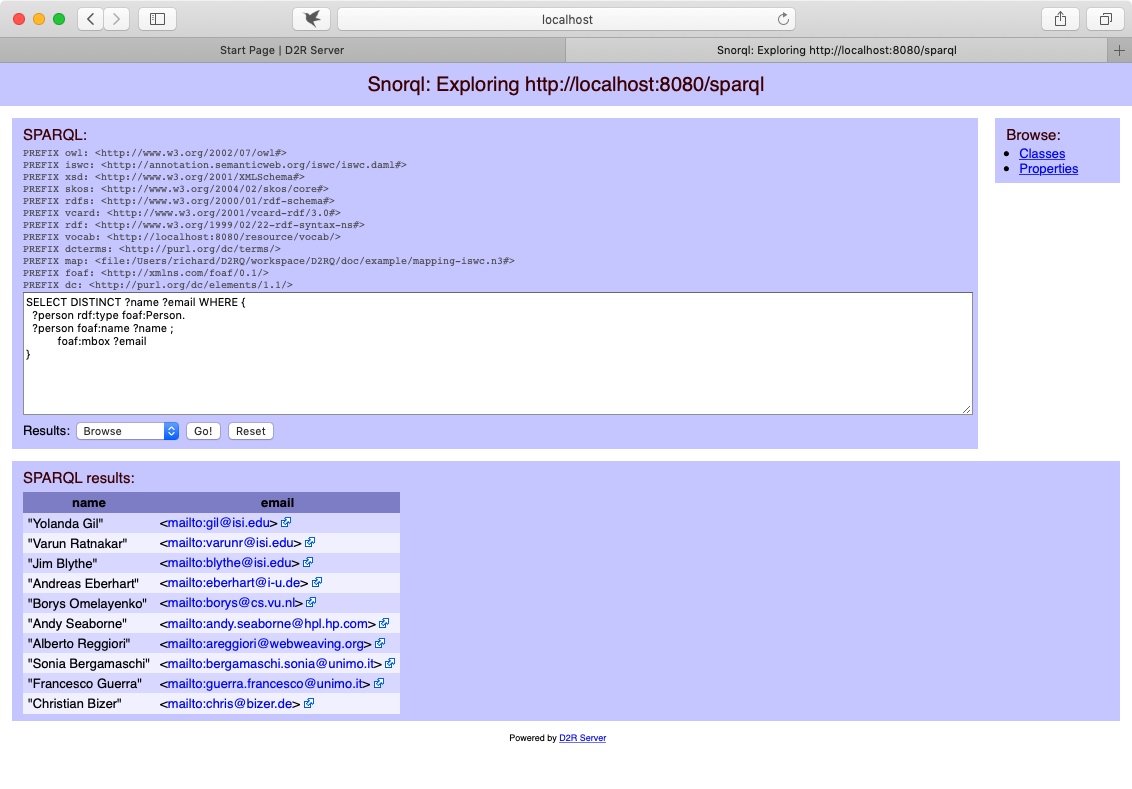 localhost
Start Page | D2R Server
Snorql: Exploring http://localhost:8080/sparql
Snorql: Exploring http://localhost:8080/sparql
SPARQL:
PREFIX owl: <http://www.w3.org/2002/07/owl#>
PREFIX iswc: <http://annotation.semanticweb.org/iswc/iswc.daml#>
PREFIX xsd: <http://www.w3.org/2001/XMLSchema#>
PREFIX skos: <http://www.w3.org/2004/02/skos/core#>
PREFIX rdfs: <http://www.w3.org/2000/01/rdf-schema#>
PREFIX vcard: <http://www.w3.org/2001/vcard-rdf/3.0#>
PREFIX rdf: <http://www.w3.org/1999/02/22-rdf-syntax-ns#>
PREFIX vocab: <http://localhost:8080/resource/vocab/>
PREFIX dcterms: <http://purl.org/dc/terms/>
PREFIX map: <file:/Users/richard/D2RQ/workspace/D2RQ/doc/example/mapping-iswc.n3#>
PREFIX foaf: <http://xmlns.com/foaf/0.1/>
PREFIX dc: <http://purl.org/dc/elements/1.1/>
SELECT DISTINCT ?name ?email WHERE {
?person rdf:type foaf:Person.
?person foaf:name ?name ;
foaf:mbox ?email
}
Results: Browse Go! Reset
Browse:
Classes
Properties
SPARQL results:
name email
"Yolanda Gil" <mailto:gil@isi.edu>
"Varun Ratnakar" <mailto:varunr@isi.edu>
"Jim Blythe" <mailto:blythe@isi.edu>
"Andreas Eberhart" <mailto:eberhart@i-u.de>
"Borys Omelayenko" <mailto:borys@cs.vu.nl>
"Andy Seaborne" <mailto:andy.seaborne@hpl.hp.com>
"Alberto Reggiori" <mailto:areggiori@webweaving.org>
"Sonia Bergamaschi" <mailto:bergamaschi.sonia@unimo.it>
"Francesco Guerra" <mailto:guerra.francesco@unimo.it>
"Christian Bizer" <mailto:chris@bizer.de>
Powered by D2R Server